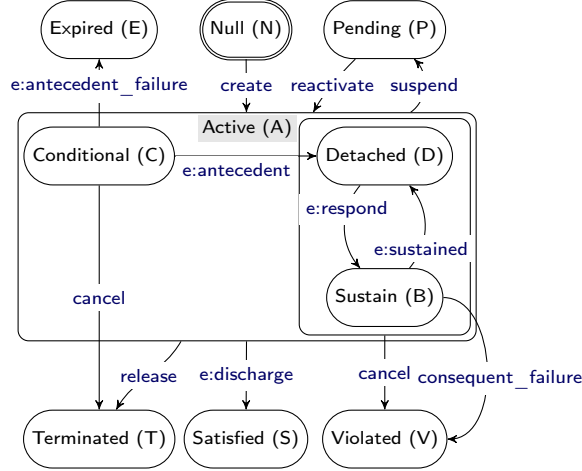 Expired (E)
Null (N)
Pending (P)
e:antecedent_failure
create
reactivate
suspend
Active (A)
Conditional (C)
Detached (D)
e:antecedent
e:respond
e:sustained
cancel
Sustain (B)
release
e:discharge
cancel
consequent_failure
Terminated (T)
Satisfied (S)
Violated (V)